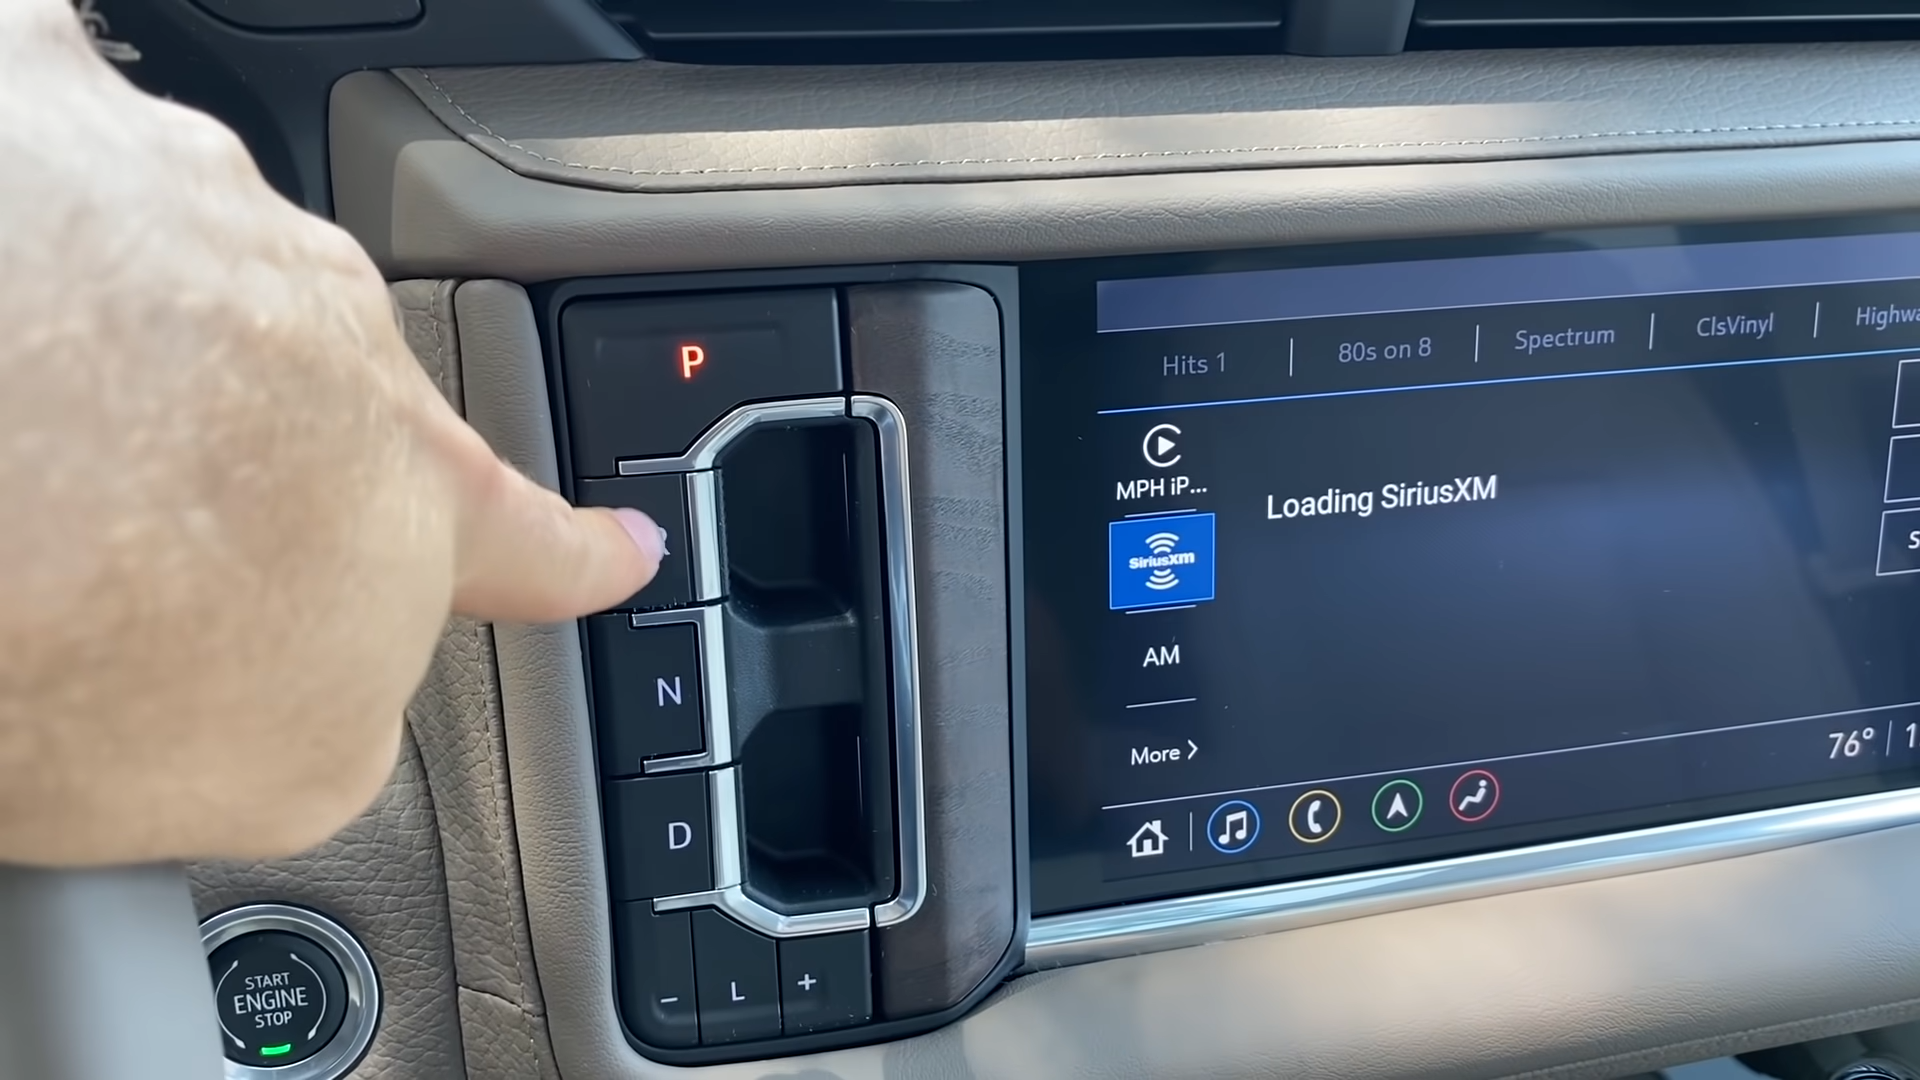 P
N
D
– L +
START
ENGINE
STOP
Hits 1 | 80s on 8 | Spectrum | ClsVinyl |
MPH iP...
Loading SiriusXM
SiriusXM
AM
More >
76° |